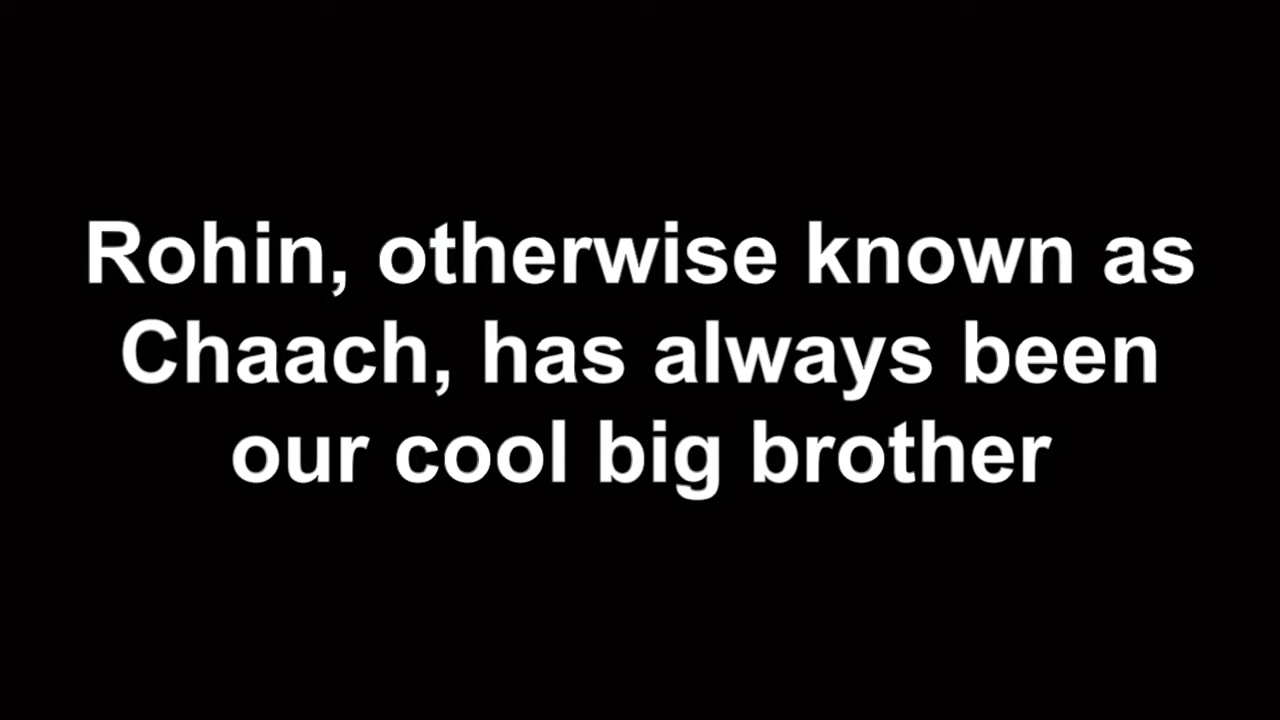 Rohin, otherwise known as
Chaach, has always been
our cool big brother